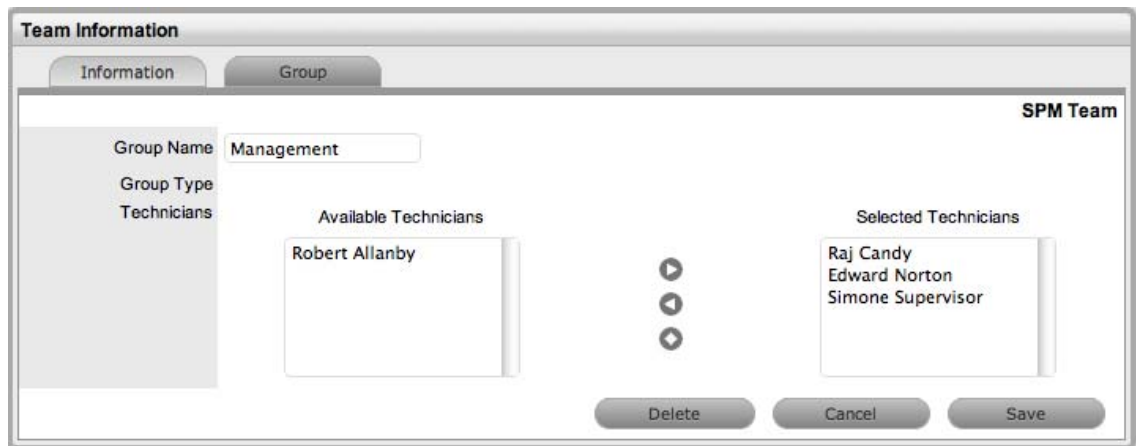 Team Information
Information
Group
SPM Team
Group Name
Management
Group Type
Technicians
Available Technicians
Selected Technicians
Robert Allanby
Raj Candy
Edward Norton
Simone Supervisor
Delete
Cancel
Save